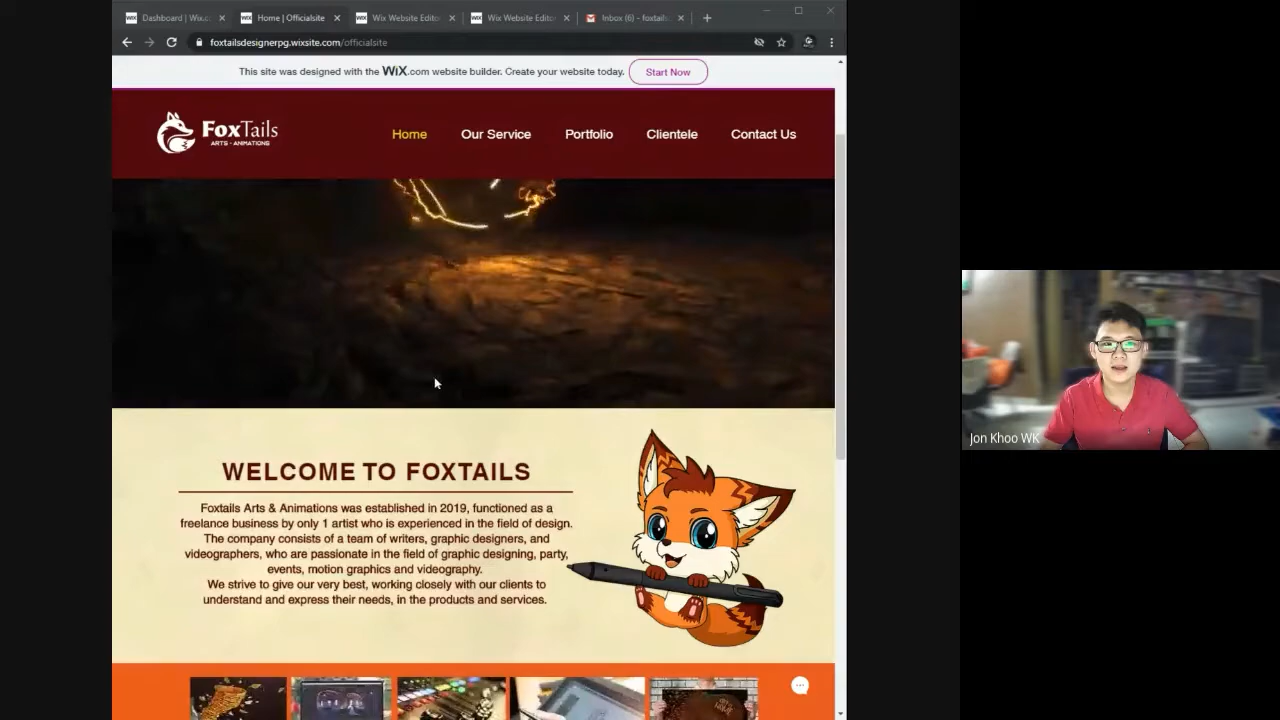 Dashboard | Wix.c
Home | Officialsite
Wix Website Edito
Wix Website Edito
Inbox (6) - foxtails
foxtailsdesignerpg.wixsite.com/officialsite
This site was designed with the WiX.com website builder. Create your website today.
Start Now
FoxTails
ARTS - ANIMATIONS
Home
Our Service
Portfolio
Clientele
Contact Us
WELCOME TO FOXTAILS
Foxtails Arts & Animations was established in 2019, functioned as a
freelance business by only 1 artist who is experienced in the field of design.
The company consists of a team of writers, graphic designers, and
videographers, who are passionate in the field of graphic designing, party,
events, motion graphics and videography.
We strive to give our very best, working closely with our clients to
understand and express their needs, in the products and services.
Jon Khoo WK